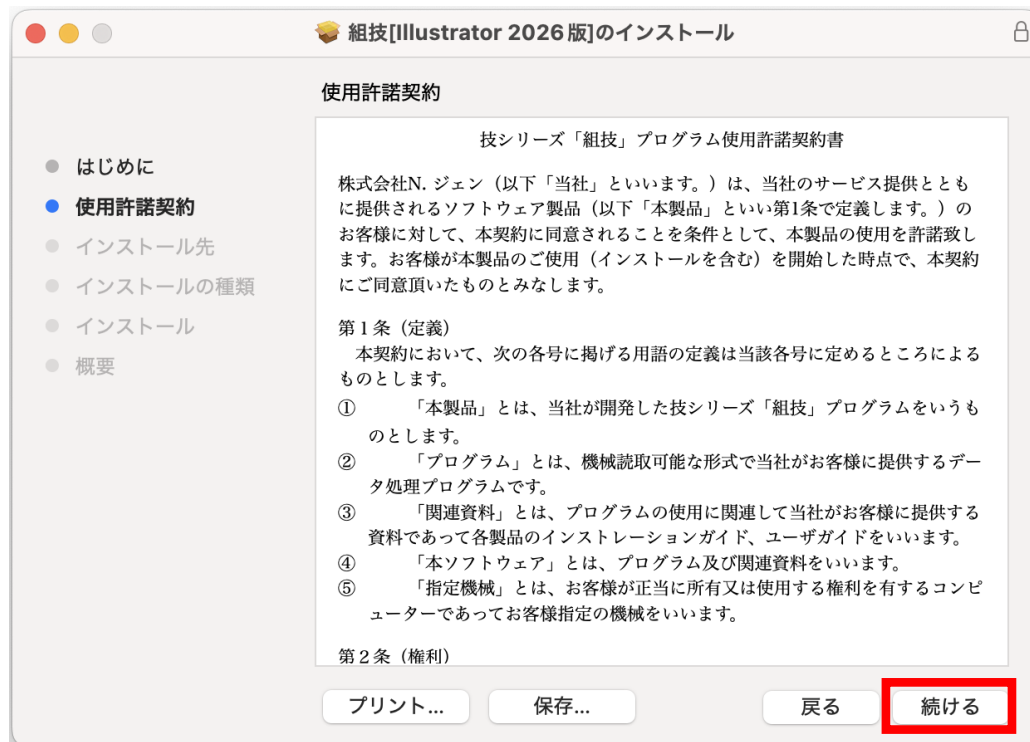 組技[Illustrator 2026版]のインストール
使用許諾契約
はじめに
使用許諾契約
インストール先
インストールの種類
インストール
概要
技シリーズ「組技」プログラム使用許諾契約書
株式会社N. ジェン（以下「当社」といいます。）は、当社のサービス提供ととも
に提供されるソフトウェア製品（以下「本製品」といい第1条で定義します。）の
お客様に対して、本契約に同意されることを条件として、本製品の使用を許諾致し
ます。お客様が本製品のご使用（インストールを含む）を開始した時点で、本契約
にご同意頂いたものとみなします。
第１条（定義）
本契約において、次の各号に掲げる用語の定義は当該各号に定めるところによる
ものとします。
① 「本製品」とは、当社が開発した技シリーズ「組技」プログラムをいうも
のとします。
② 「プログラム」とは、機械読取可能な形式で当社がお客様に提供するデー
タ処理プログラムです。
③ 「関連資料」とは、プログラムの使用に関連して当社がお客様に提供する
資料であって各製品のインストレーションガイド、ユーザガイドをいいます。
④ 「本ソフトウェア」とは、プログラム及び関連資料をいいます。
⑤ 「指定機械」とは、お客様が正当に所有又は使用する権利を有するコンピ
ューターであってお客様指定の機械をいいます。
第２条（権利）
プリント... 保存... 戻る 続ける